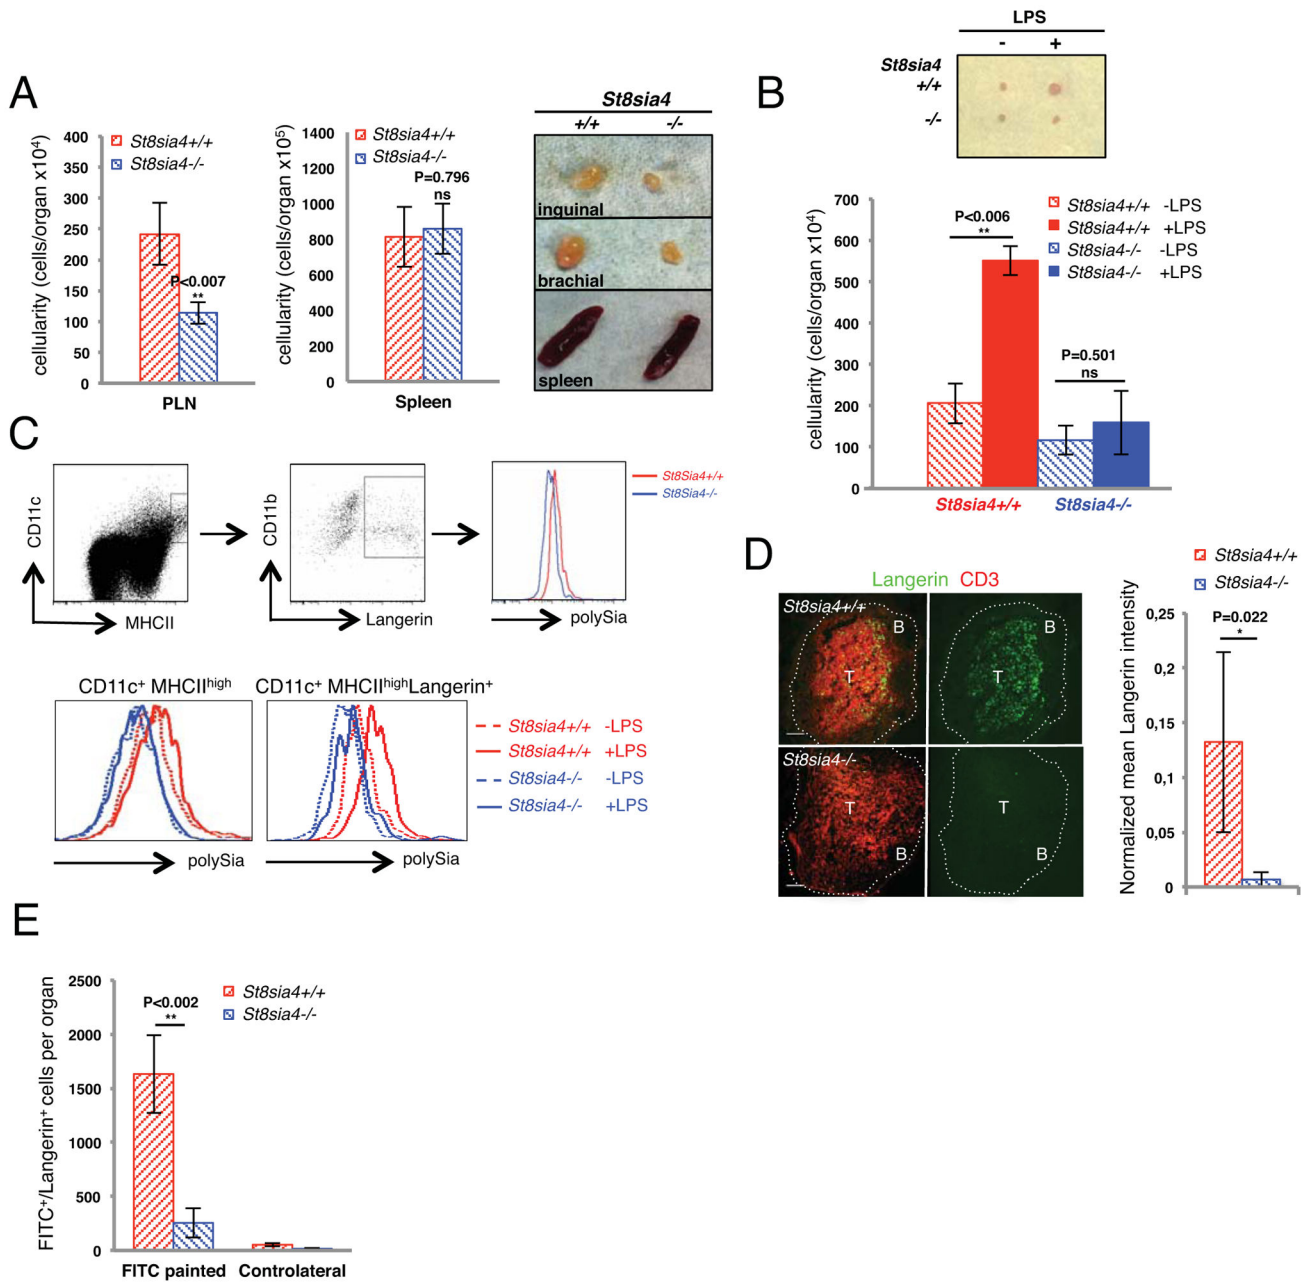 A
cellularity (cells/organ x10⁴)
400
350
300
250
200
150
100
50
0
St8sia4+/+
St8sia4-/-
P<0.007
**
PLN
cellularity (cells/organ x10⁵)
1400
1200
1000
800
600
400
200
0
St8sia4+/+
St8sia4-/-
P=0.796
ns
Spleen
St8sia4
+/+ -/-
inguinal
brachial
spleen
B
LPS
- +
St8sia4
+/+
-/-
cellularity (cells/organ x10⁴)
700
600
500
400
300
200
100
0
St8sia4+/+ -LPS
St8sia4+/+ +LPS
St8sia4-/- -LPS
St8sia4-/- +LPS
P<0.006
**
P=0.501
ns
St8sia4+/+ St8sia4-/-
C
CD11c
MHCII
CD11b
Langerin
St8Sia4+/+
St8Sia4-/-
polySia
CD11c⁺ MHCIIʰⁱᵍʰ
CD11c⁺ MHCIIʰⁱᵍʰLangerin⁺
St8sia4+/+ -LPS
St8sia4+/+ +LPS
St8sia4-/- -LPS
St8sia4-/- +LPS
polySia
polySia
D
Langerin CD3
St8sia4+/+
B
T
B
T
St8sia4-/-
T
B
T
B
St8sia4+/+
St8sia4-/-
Normalized mean Langerin intensity
0,25
0,2
0,15
0,1
0,05
0
P=0.022
*
E
FITC⁺/Langerin⁺ cells per organ
2500
2000
1500
1000
500
0
P<0.002
**
St8sia4+/+
St8sia4-/-
FITC painted Controlateral